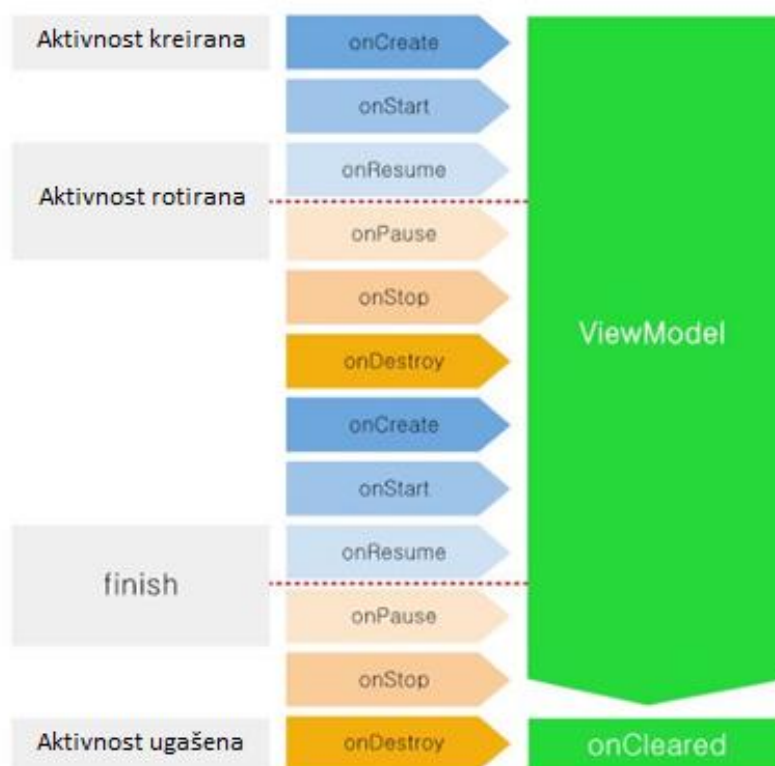 Aktivnost kreirana
onCreate
onStart
onResume
Aktivnost rotirana
onPause
onStop
ViewModel
onDestroy
onCreate
onStart
onResume
finish
onPause
onStop
Aktivnost ugašena
onDestroy
onCleared